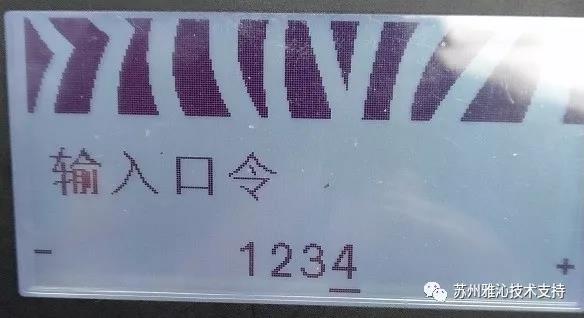 输入口令
- 1234 +
苏州雅沁技术支持